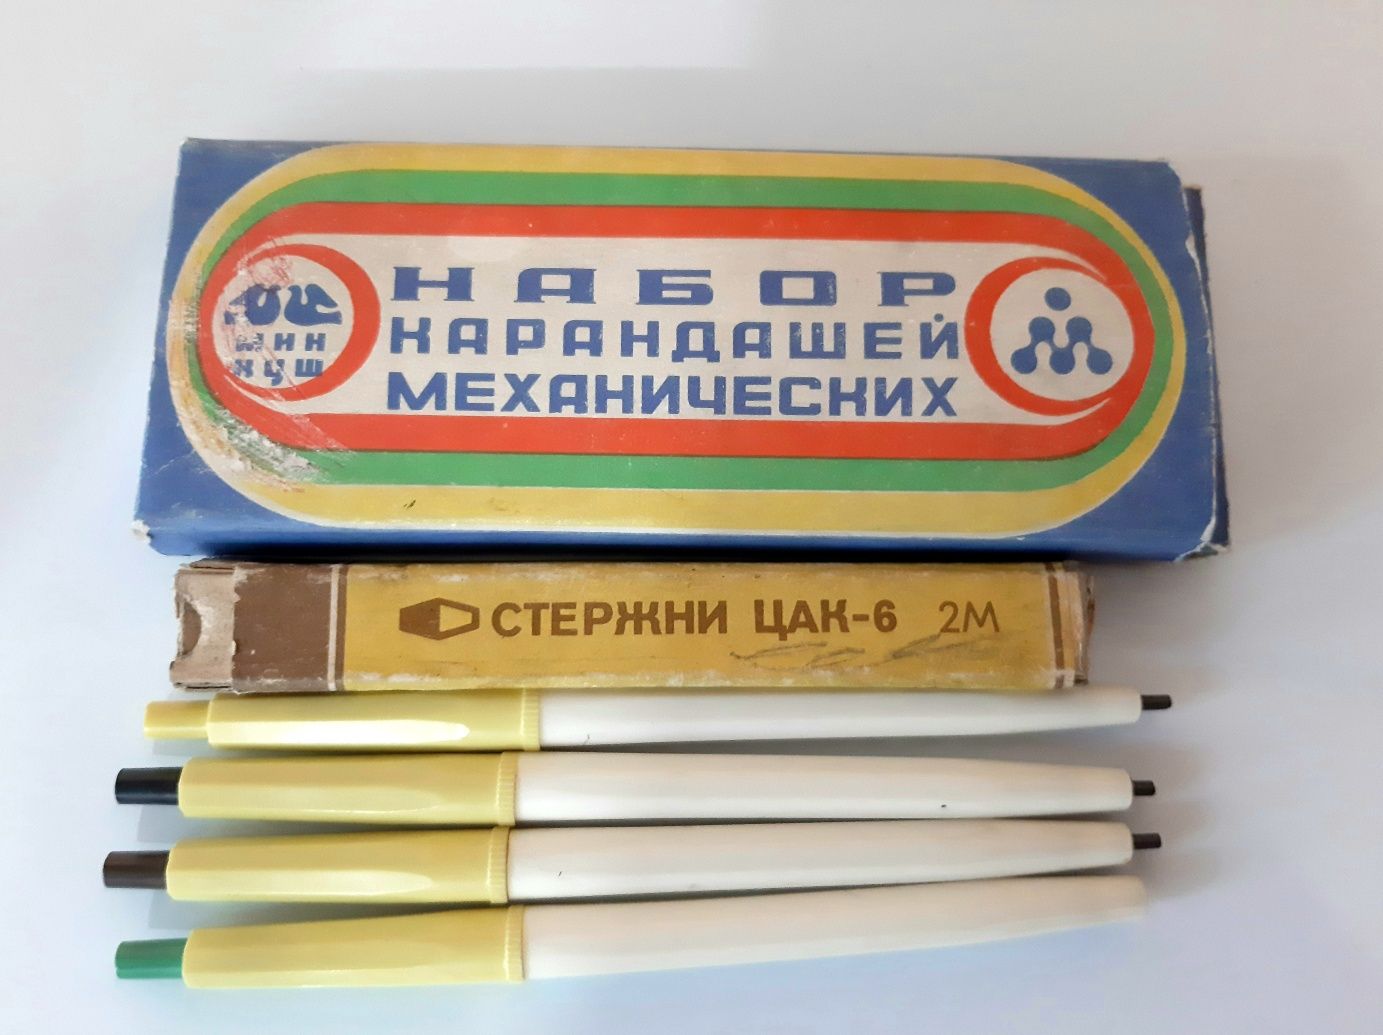 НАБОР
КАРАНДАШЕЙ
МЕХАНИЧЕСКИХ
СТЕРЖНИ ЦАК-6 2М